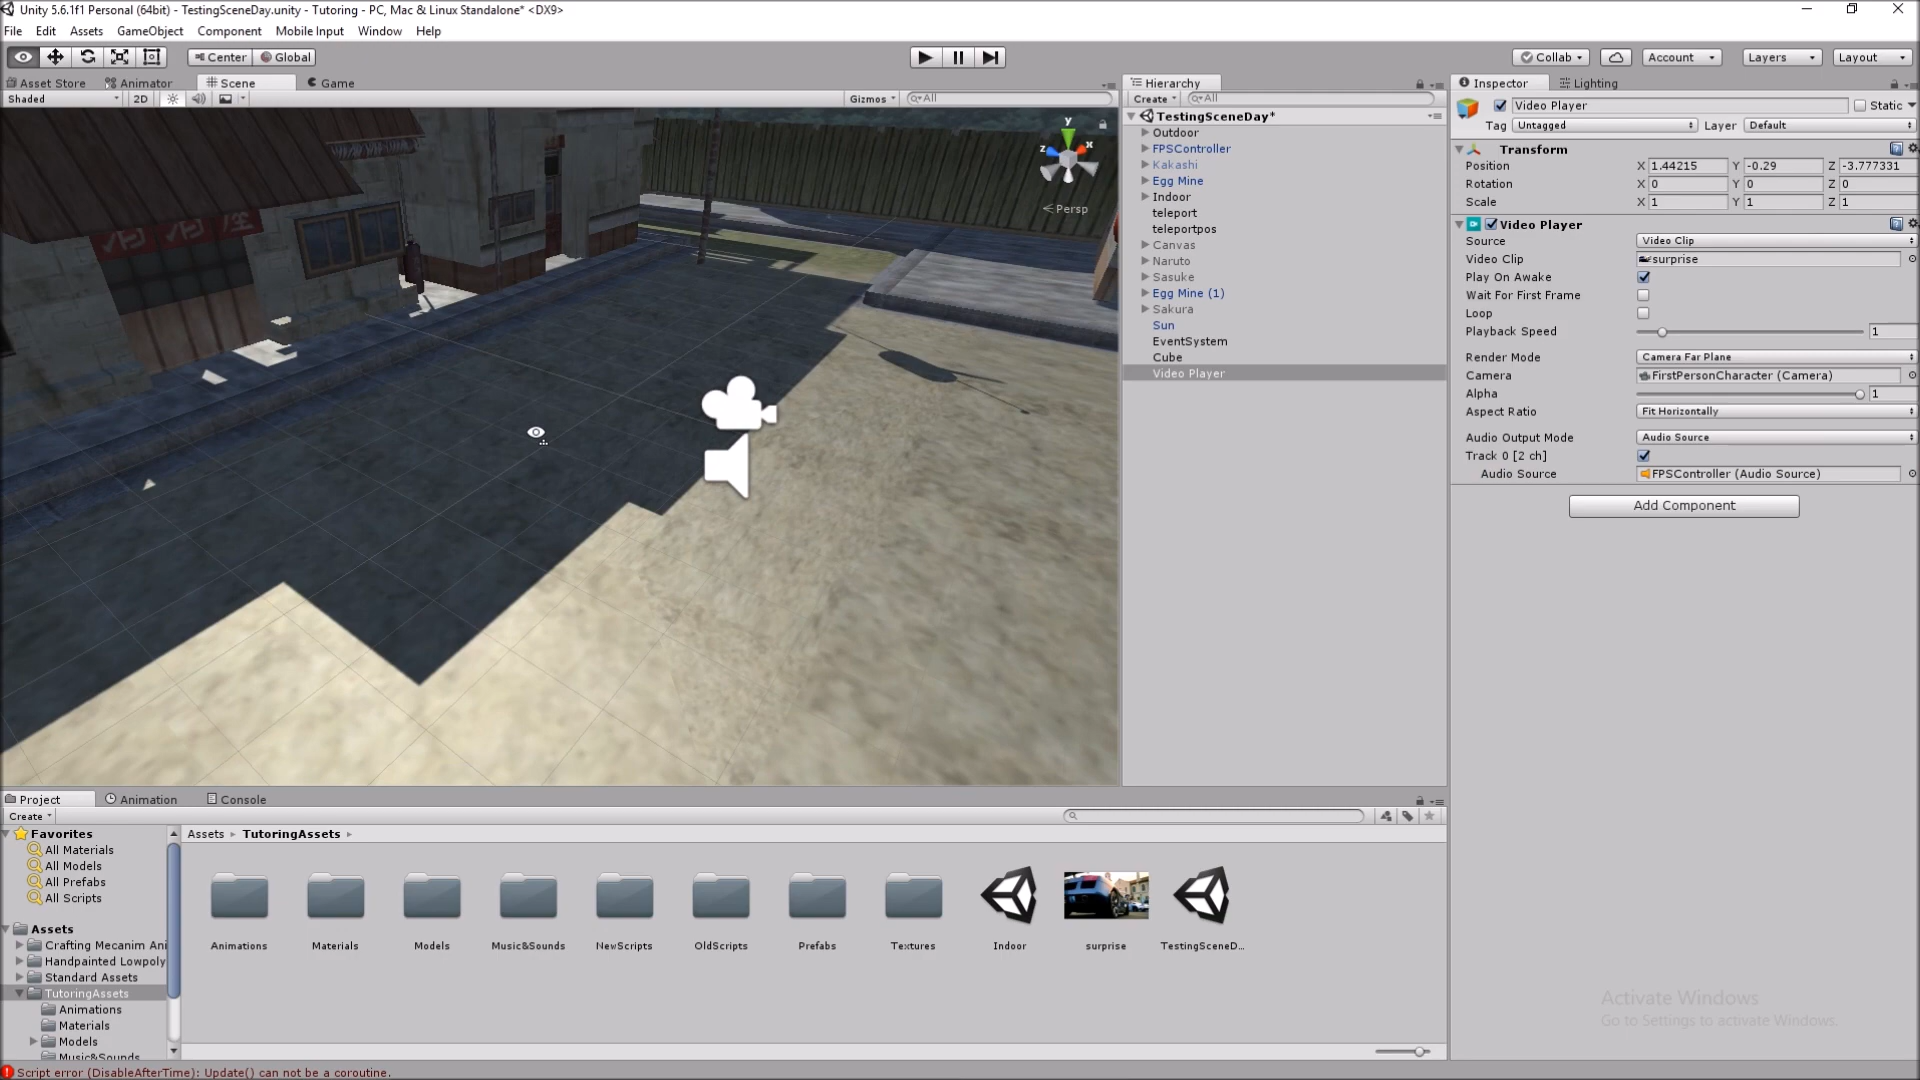 Unity 5.6.1f1 Personal (64bit) - TestingSceneDay.unity - Tutoring - PC, Mac & Linux Standalone* <DX9>
File Edit Assets GameObject Component Mobile Input Window Help
Center Global Collab Account Layers Layout
Asset Store Animator Scene Game
Shaded 2D Gizmos All
y
z x
Persp
Hierarchy
Create All
TestingSceneDay*
Outdoor
FPSController
Kakashi
Egg Mine
Indoor
teleport
teleportpos
Canvas
Naruto
Sasuke
Egg Mine (1)
Sakura
Sun
EventSystem
Cube
Video Player
Inspector Lighting
Video Player Static
Tag Untagged Layer Default
Transform
Position X 1.44215 Y -0.29 Z -3.777331
Rotation X 0 Y 0 Z 0
Scale X 1 Y 1 Z 1
Video Player
Source Video Clip
Video Clip surprise
Play On Awake
Wait For First Frame
Loop
Playback Speed 1
Render Mode Camera Far Plane
Camera FirstPersonCharacter (Camera)
Alpha 1
Aspect Ratio Fit Horizontally
Audio Output Mode Audio Source
Track 0 [2 ch]
Audio Source FPSController (Audio Source)
Add Component
Project Animation Console
Create
Favorites
All Materials
All Models
All Prefabs
All Scripts
Assets
Crafting Mecanim Ani
Handpainted Lowpoly
Standard Assets
TutoringAssets
Animations
Materials
Models
Music&Sounds
Assets TutoringAssets
Animations Materials Models Music&Sounds NewScripts OldScripts Prefabs Textures Indoor surprise TestingSceneD...
Activate Windows
Go to Settings to activate Windows.
Script error (DisableAfterTime): Update() can not be a coroutine.